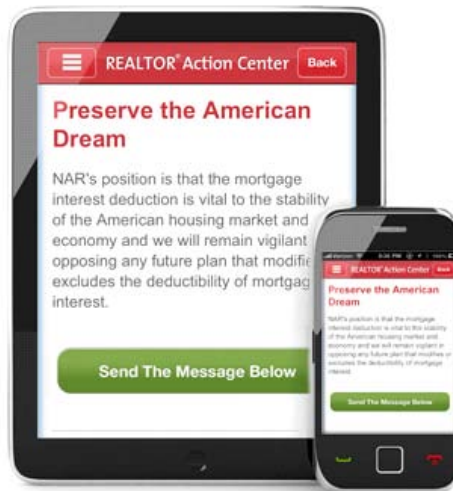 REALTOR® Action Center
Back
Preserve the American
Dream
NAR's position is that the mortgage
interest deduction is vital to the stability
of the American housing market and
economy and we will remain vigilant
opposing any future plan that modifie
excludes the deductibility of mortgag
interest.
Send The Message Below
REALTOR® Action Center
Back
Preserve the American
Dream
NAR's position is that the mortgage
interest deduction is vital to the stability
of the American housing market and
economy and we will remain vigilant in
opposing any future plan that modifies or
excludes the deductibility of mortgage
interest.
Send The Message Below